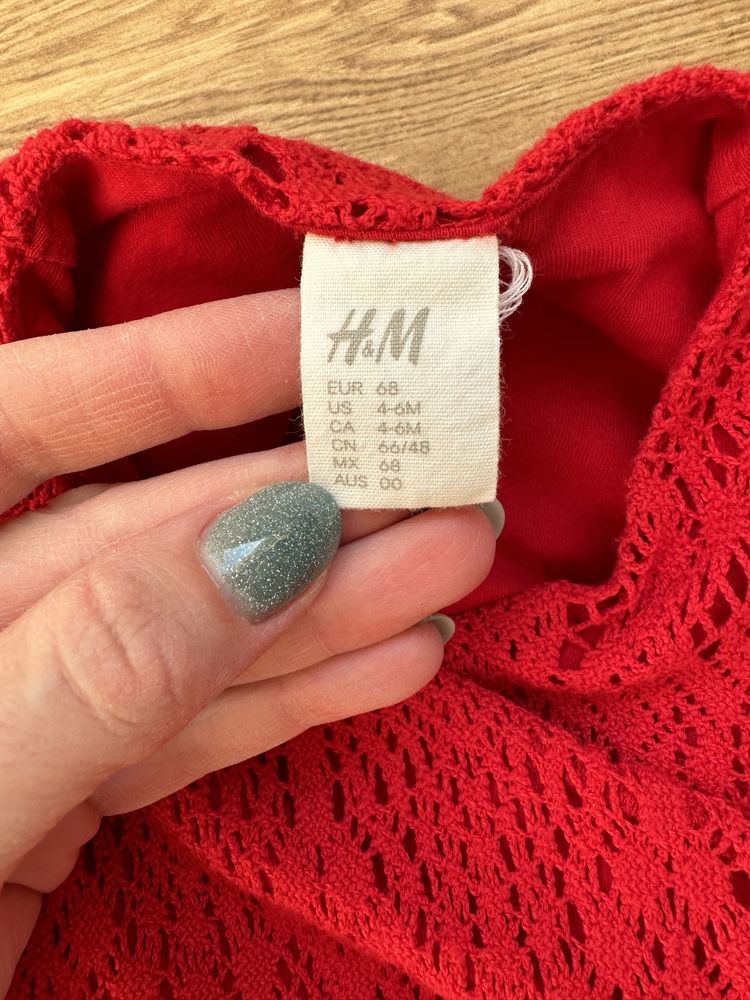 H&M
EUR 68
US 4-6M
CA 4-6M
CN 66/48
MX 68
AUS 00